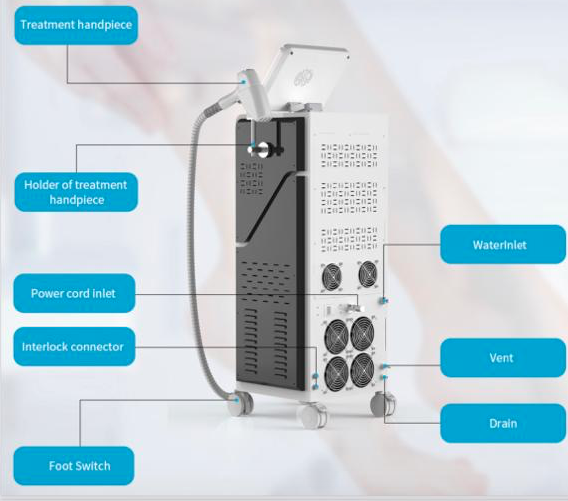 Treatment handpiece
Holder of treatment
handpiece
Power cord inlet
WaterInlet
Interlock connector
Vent
Drain
Foot Switch